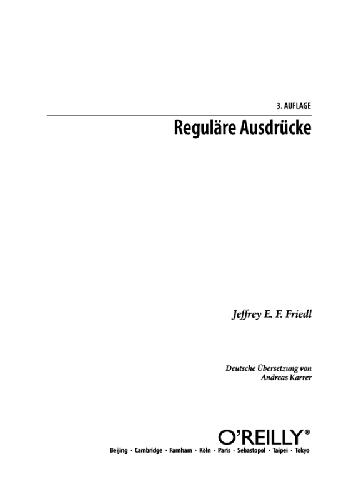 3. AUFLAGE
Reguläre Ausdrücke
Jeffrey E. F. Friedl
Deutsche Übersetzung von
Andreas Karrer
O'REILLY®
Beijing · Cambridge · Farnham · Köln · Paris · Sebastopol · Taipei · Tokyo